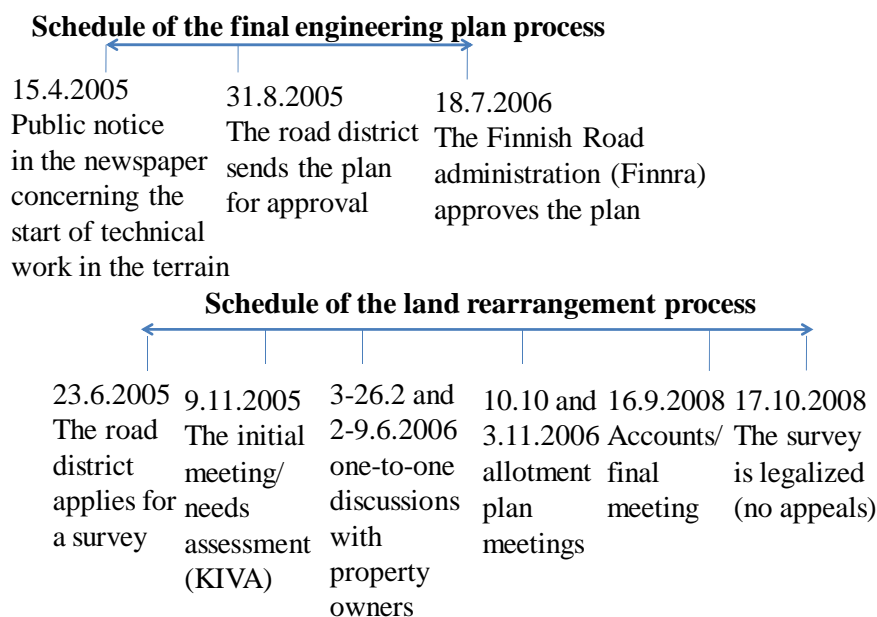 Schedule of the final engineering plan process
15.4.2005
Public notice
in the newspaper
concerning the
start of technical
work in the terrain
31.8.2005
The road district
sends the plan
for approval
18.7.2006
The Finnish Road
administration (Finnra)
approves the plan
Schedule of the land rearrangement process
23.6.2005
The road
district
applies for
a survey
9.11.2005
The initial
meeting/
needs
assessment
(KIVA)
3-26.2 and
2-9.6.2006
one-to-one
discussions
with
property
owners
10.10 and
3.11.2006
allotment
plan
meetings
16.9.2008
Accounts/
final
meeting
17.10.2008
The survey
is legalized
(no appeals)